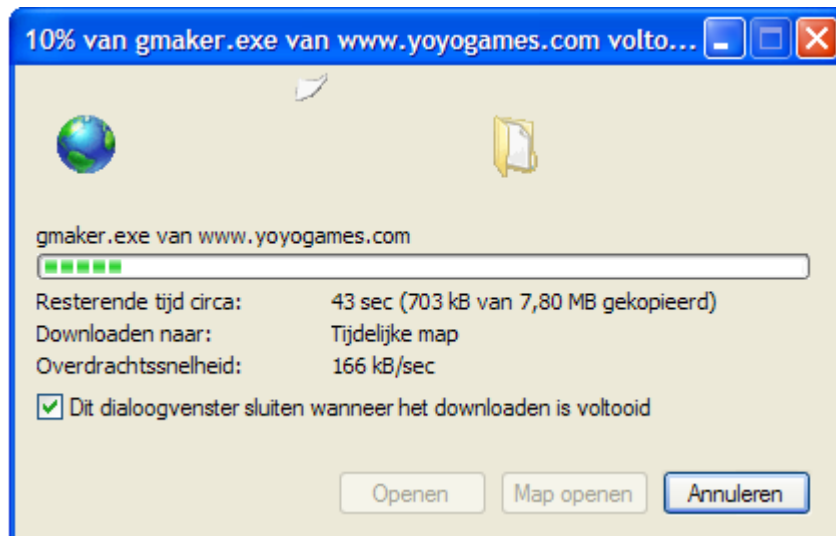 10% van gmaker.exe van www.yoyogames.com volto...
gmaker.exe van www.yoyogames.com
Resterende tijd circa: 43 sec (703 kB van 7,80 MB gekopieerd)
Downloaden naar: Tijdelijke map
Overdrachtssnelheid: 166 kB/sec
Dit dialoogvenster sluiten wanneer het downloaden is voltooid
Openen Map openen Annuleren